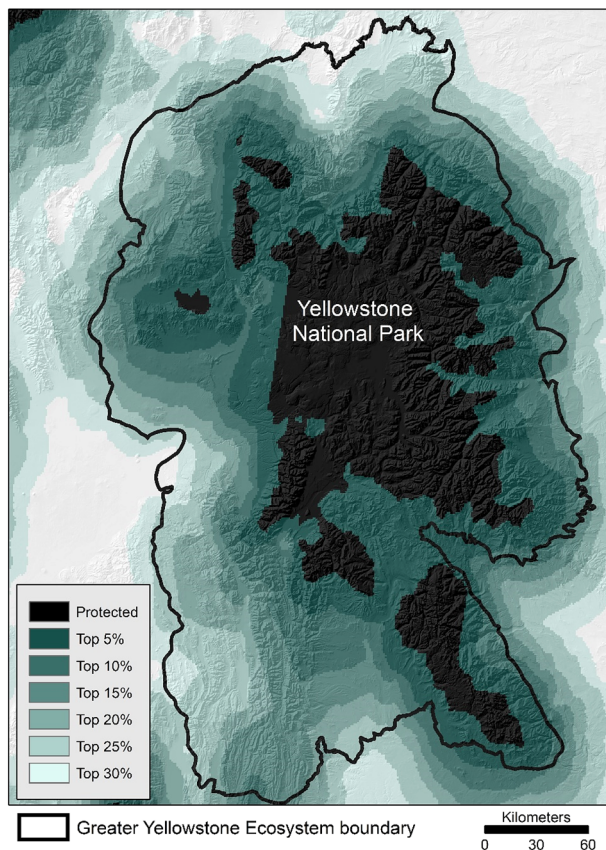 Yellowstone
National Park
Protected
Top 5%
Top 10%
Top 15%
Top 20%
Top 25%
Top 30%
Greater Yellowstone Ecosystem boundary
Kilometers
0 30 60